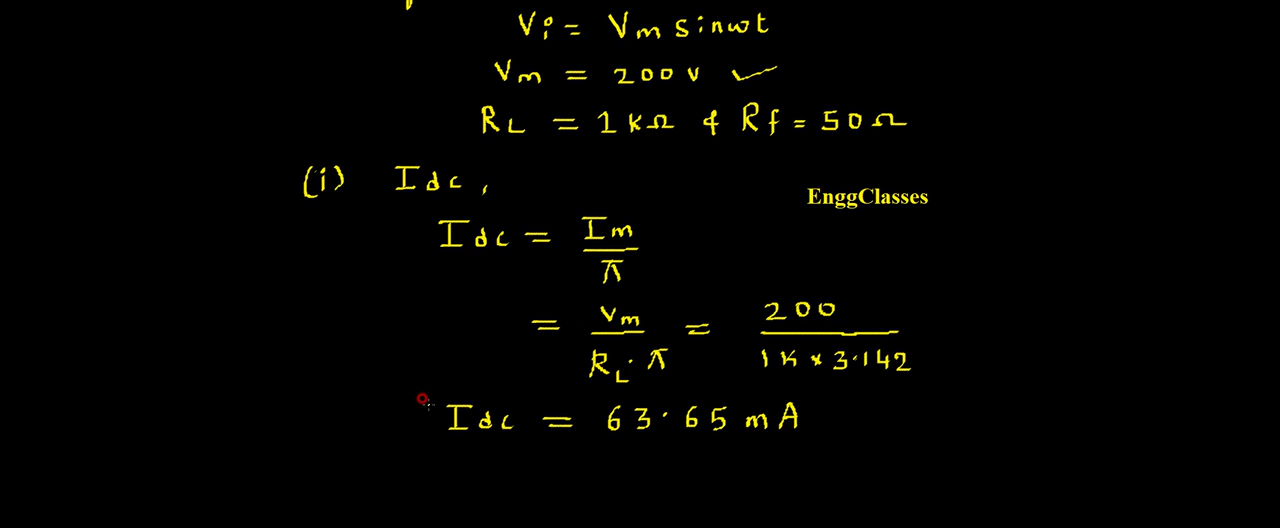 Vi = Vm sinωt
Vm = 200 V ✓
RL = 1 KΩ & Rf = 50 Ω
(i) Idc,
EnggClasses
Idc = Im / π
= Vm / RL · π = 200 / 1K × 3.142
Idc = 63.65 mA